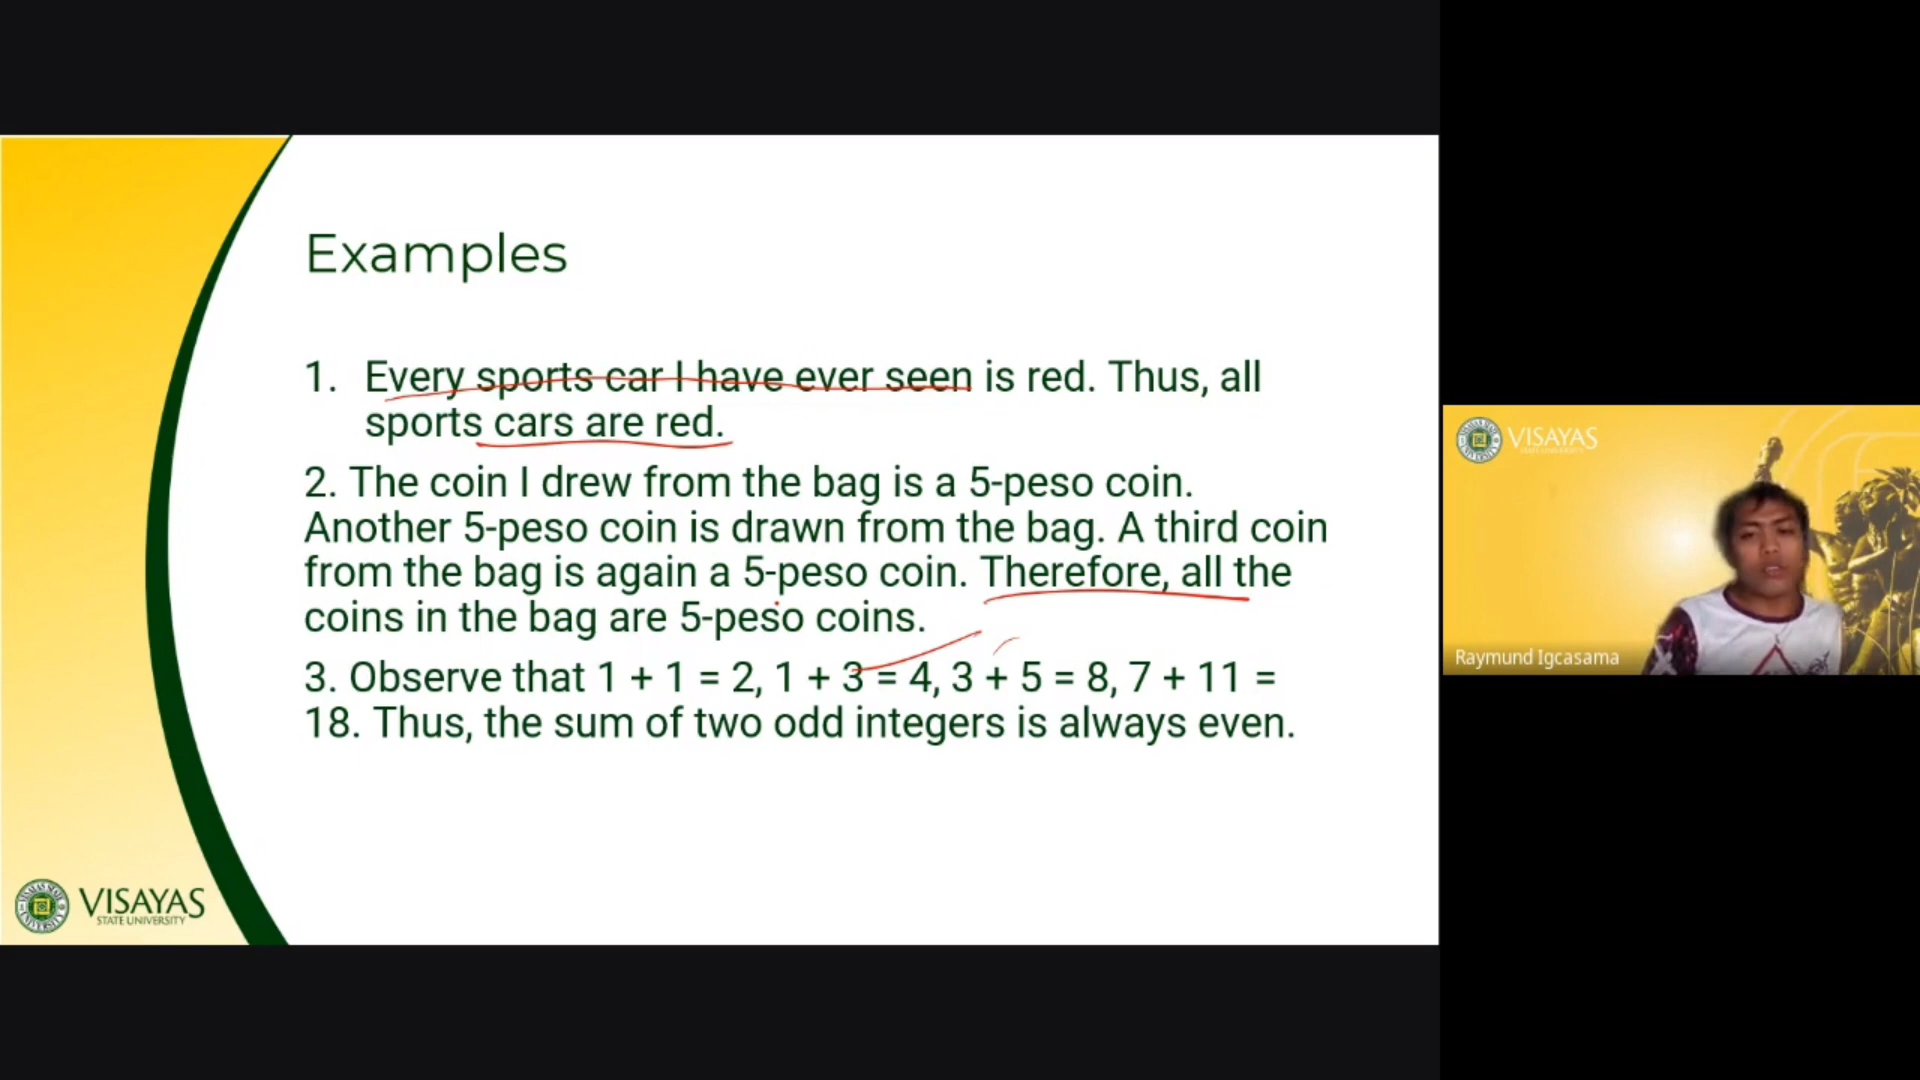 Examples
1. Every sports car I have ever seen is red. Thus, all
sports cars are red.
2. The coin I drew from the bag is a 5-peso coin.
Another 5-peso coin is drawn from the bag. A third coin
from the bag is again a 5-peso coin. Therefore, all the
coins in the bag are 5-peso coins.
3. Observe that 1 + 1 = 2, 1 + 3 = 4, 3 + 5 = 8, 7 + 11 =
18. Thus, the sum of two odd integers is always even.
VISAYAS
STATE UNIVERSITY
VISAYAS
STATE UNIVERSITY
Raymund Igcasama